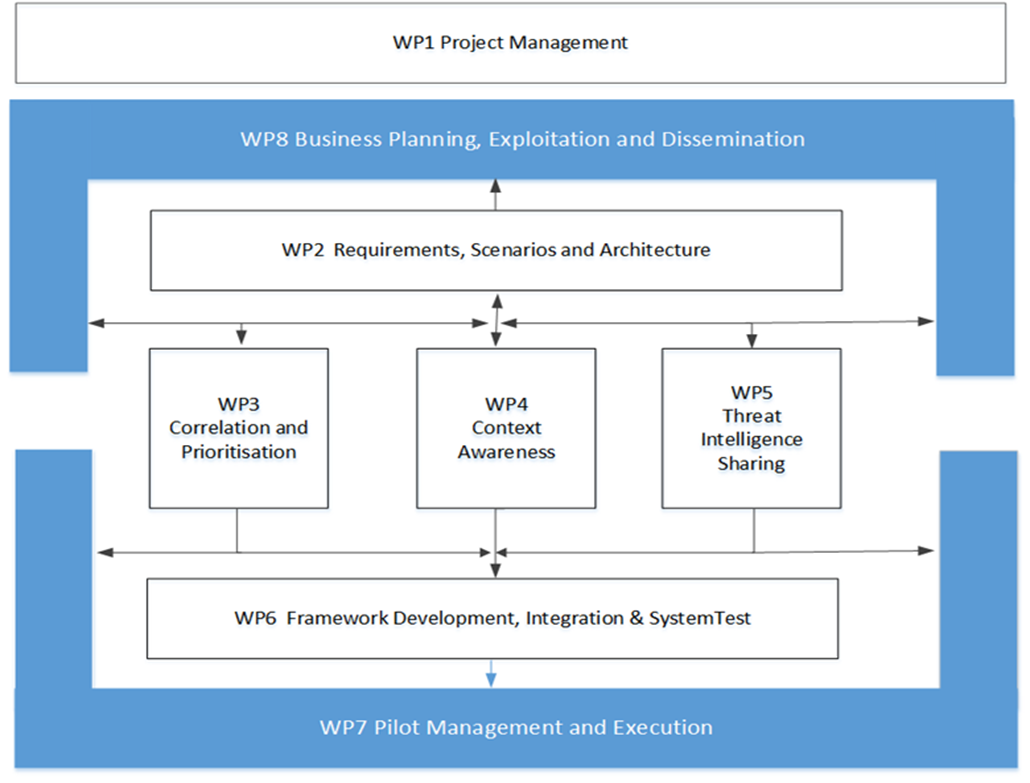 WP1 Project Management
WP8 Business Planning, Exploitation and Dissemination
WP2 Requirements, Scenarios and Architecture
WP3
Correlation and
Prioritisation
WP4
Context
Awareness
WP5
Threat
Intelligence
Sharing
WP6 Framework Development, Integration & SystemTest
WP7 Pilot Management and Execution